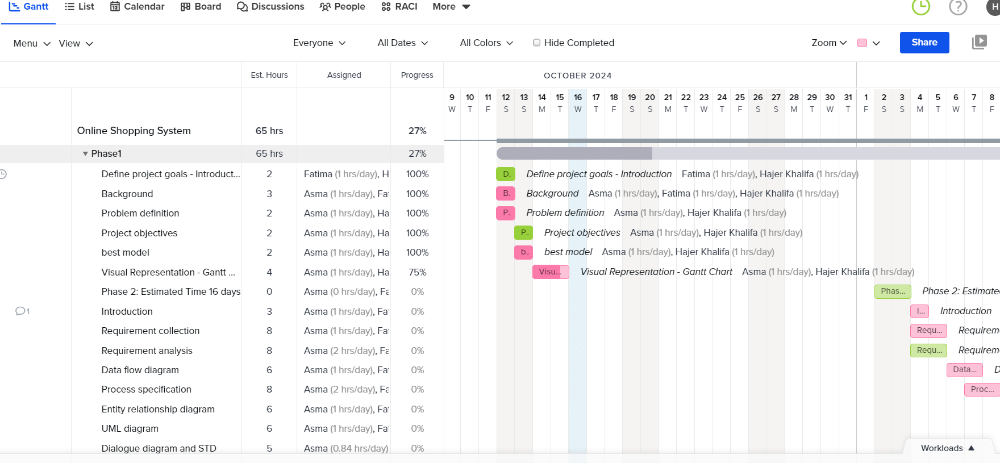 Gantt List 12 Calendar Board Discussions People RACI More ? H
Menu View Everyone All Dates All Colors Hide Completed Zoom Share
Est. Hours Assigned Progress OCTOBER 2024
9 10 11 12 13 14 15 16 17 18 19 20 21 22 23 24 25 26 27 28 29 30 31 1 2 3 4 5 6 7 8
W T F S S M T W T F S S M T W T F S S M T W T F S S M T W T F
Online Shopping System 65 hrs 27%
Phase1 65 hrs 27%
Define project goals - Introduct... 2 Fatima (1 hrs/day), H 100% D. Define project goals - Introduction Fatima (1 hrs/day), Hajer Khalifa (1 hrs/day)
Background 3 Asma (1 hrs/day), Fat 100% B. Background Asma (1 hrs/day), Fatima (1 hrs/day), Hajer Khalifa (1 hrs/day)
Problem definition 2 Asma (1 hrs/day), Ha 100% P. Problem definition Asma (1 hrs/day), Hajer Khalifa (1 hrs/day)
Project objectives 2 Asma (1 hrs/day), Ha 100% P.. Project objectives Asma (1 hrs/day), Hajer Khalifa (1 hrs/day)
best model 2 Asma (1 hrs/day), Ha 100% b.. best model Asma (1 hrs/day), Hajer Khalifa (1 hrs/day)
Visual Representation - Gantt ... 4 Asma (1 hrs/day), Ha 75% Visu... Visual Representation - Gantt Chart Asma (1 hrs/day), Hajer Khalifa (1 hrs/day)
Phase 2: Estimated Time 16 days 0 Asma (0 hrs/day), Fa 0% Phas... Phase 2: Estimated
1 Introduction 3 Asma (1 hrs/day), Fat 0% I... Introduction
Requirement collection 8 Asma (1 hrs/day), Fat 0% Requ... Requirem
Requirement analysis 8 Asma (2 hrs/day), Fa 0% Requ... Requirem
Data flow diagram 6 Asma (1 hrs/day), Fat 0% Data... D
Process specification 8 Asma (2 hrs/day), Fa 0% Proc...
Entity relationship diagram 6 Asma (1 hrs/day), Fat 0%
UML diagram 6 Asma (1 hrs/day), Fat 0%
Dialogue diagram and STD 5 Asma (0.84 hrs/day) 0%
Workloads